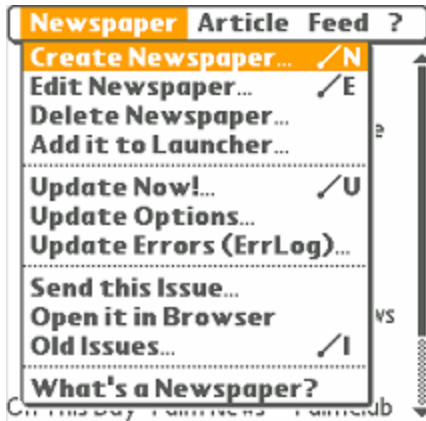 Newspaper Article Feed ?
Create Newspaper... /N
Edit Newspaper... /E
Delete Newspaper...
Add it to Launcher...
Update Now!... /U
Update Options...
Update Errors (ErrLog)...
Send this Issue...
Open it in Browser
Old Issues... /I
What's a Newspaper?